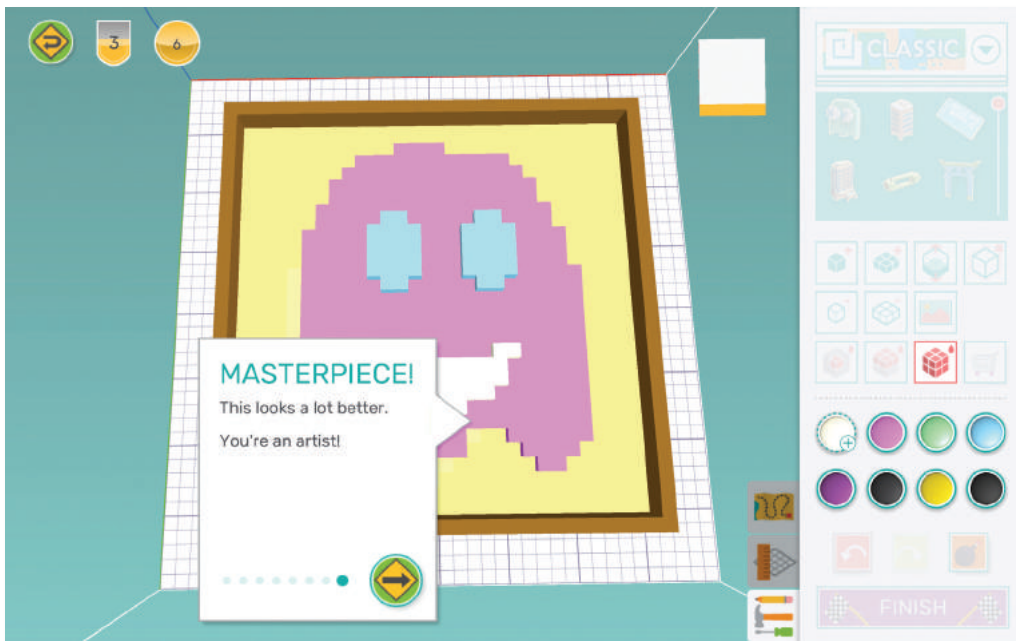 3
6
CLASSIC
MASTERPIECE!
This looks a lot better.
You're an artist!
FINISH